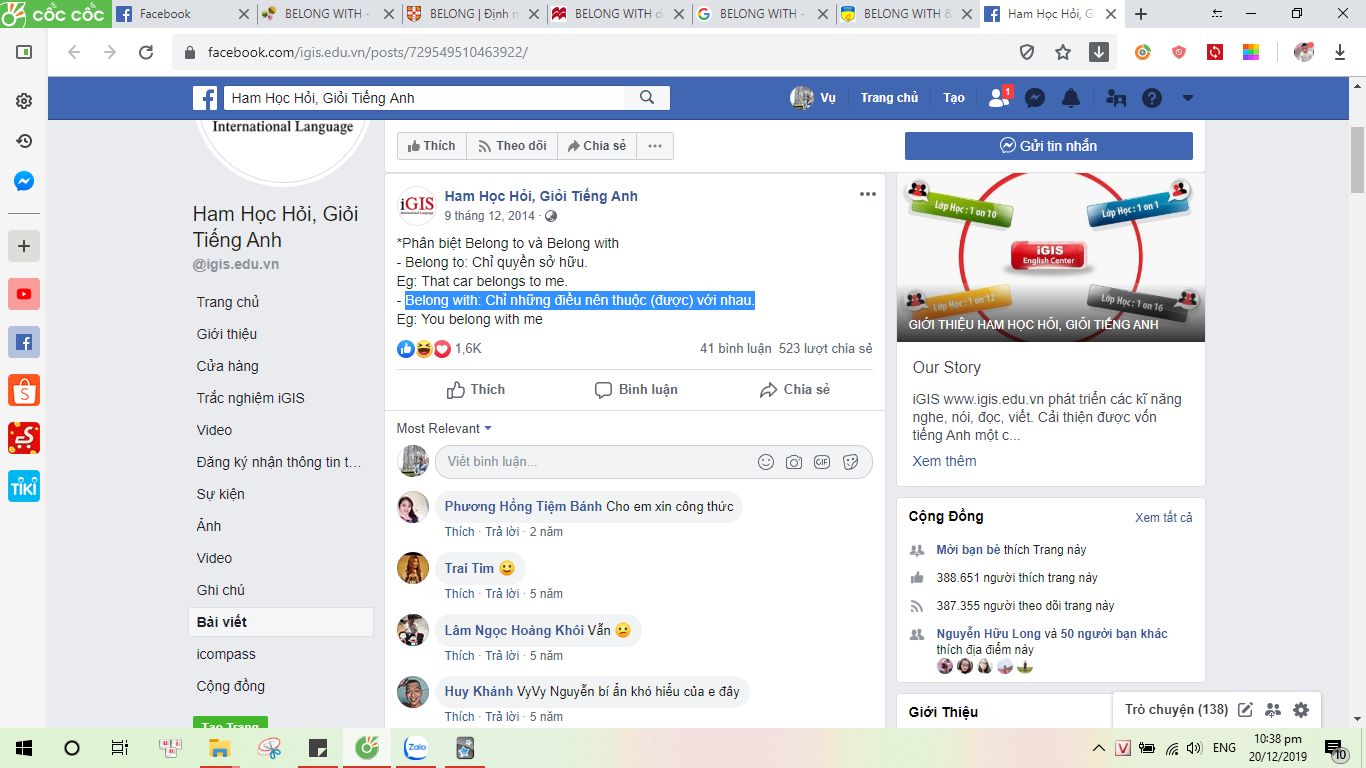 cốc cốc
Facebook
BELONG WITH -
BELONG | Định n
BELONG WITH d
BELONG WITH -
BELONG WITH &
Ham Học Hỏi, Gi
facebook.com/igis.edu.vn/posts/729549510463922/
Ham Học Hỏi, Giỏi Tiếng Anh
Vụ
Trang chủ
Tạo
1
International Language
Thích
Theo dõi
Chia sẻ
Gửi tin nhắn
Ham Học Hỏi, Giỏi
Tiếng Anh
@igis.edu.vn
Trang chủ
Giới thiệu
Cửa hàng
Trắc nghiệm iGIS
Video
Đăng ký nhận thông tin t...
Sự kiện
Ảnh
Video
Ghi chú
Bài viết
icompass
Cộng đồng
Tạo Trang
iGIS
International Language
Ham Học Hỏi, Giỏi Tiếng Anh
9 tháng 12, 2014 ·
*Phân biệt Belong to và Belong with
- Belong to: Chỉ quyền sở hữu.
Eg: That car belongs to me.
- Belong with: Chỉ những điều nên thuộc (được) với nhau.
Eg: You belong with me
1,6K
41 bình luận 523 lượt chia sẻ
Thích
Bình luận
Chia sẻ
Most Relevant
Viết bình luận...
GIF
Phương Hồng Tiệm Bánh Cho em xin công thức
Thích · Trả lời · 2 năm
Trai Tim
Thích · Trả lời · 5 năm
Lâm Ngọc Hoàng Khôi Vẫn
Thích · Trả lời · 5 năm
Huy Khánh VyVy Nguyễn bí ẩn khó hiểu của e đây
Thích · Trả lời · 5 năm
Lớp Học : 1 on 10
Lớp Học : 1 on 1
iGIS
English Center
Lớp Học : 1 on 12
Lớp Học : 1 on 16
GIỚI THIỆU HAM HỌC HỎI, GIỎI TIẾNG ANH
Our Story
iGIS www.igis.edu.vn phát triển các kĩ năng
nghe, nói, đọc, viết. Cải thiện được vốn
tiếng Anh một c...
Xem thêm
Cộng Đồng
Xem tất cả
Mời bạn bè thích Trang này
388.651 người thích trang này
387.355 người theo dõi trang này
Nguyễn Hữu Long và 50 người bạn khác
thích địa điểm này
Giới Thiệu
Trò chuyện (138)
TIKI
Zalo
V
ENG
10:38 pm
20/12/2019
10